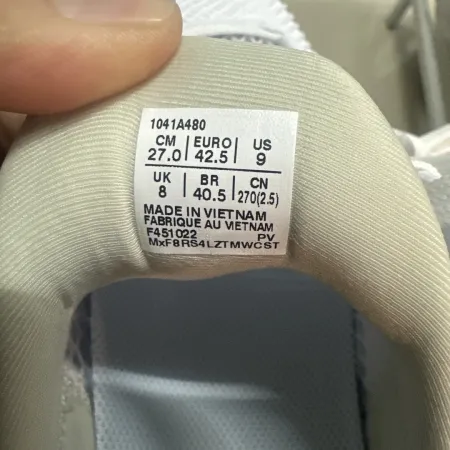 1041A480
CM | EURO | US
27.0 | 42.5 | 9
UK | BR | CN
8 | 40.5 | 270(2.5)
MADE IN VIETNAM
FABRIQUE AU VIETNAM
F451022 PV
MxF8RS4LZTMWCST